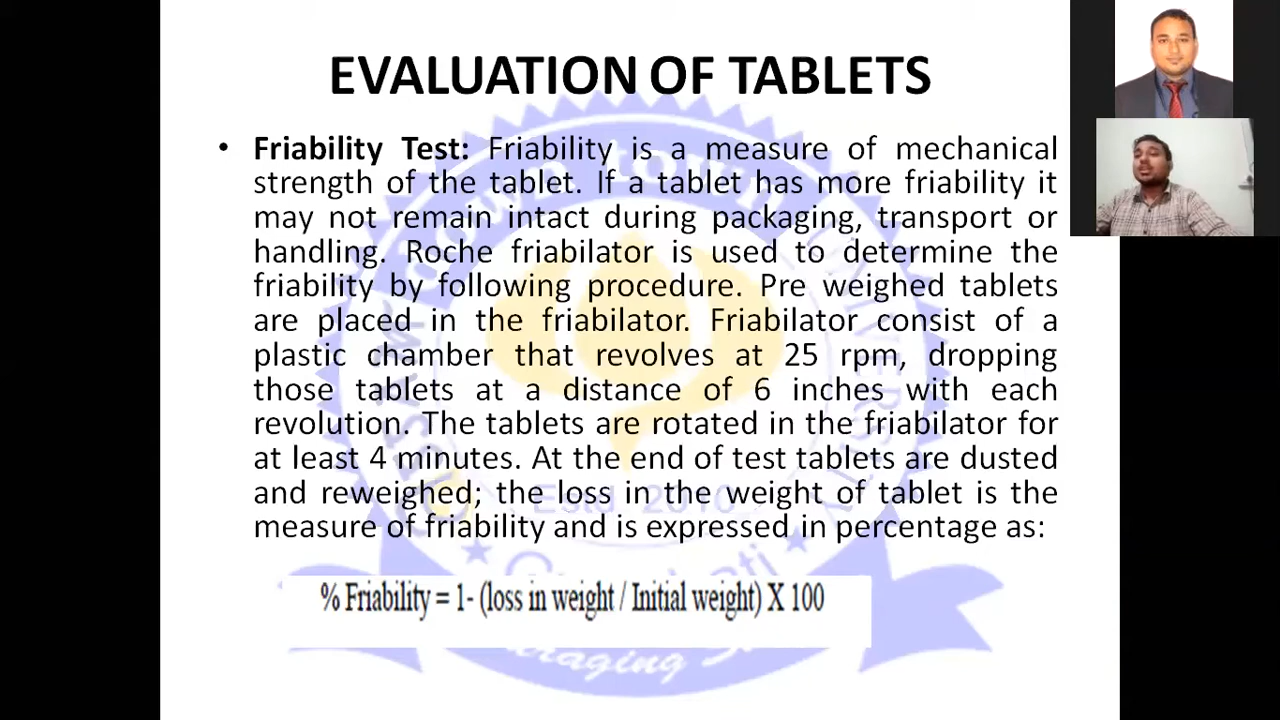 EVALUATION OF TABLETS
• Friability Test: Friability is a measure of mechanical
strength of the tablet. If a tablet has more friability it
may not remain intact during packaging, transport or
handling. Roche friabilator is used to determine the
friability by following procedure. Pre weighed tablets
are placed in the friabilator. Friabilator consist of a
plastic chamber that revolves at 25 rpm, dropping
those tablets at a distance of 6 inches with each
revolution. The tablets are rotated in the friabilator for
at least 4 minutes. At the end of test tablets are dusted
and reweighed; the loss in the weight of tablet is the
measure of friability and is expressed in percentage as:
% Friability = 1- (loss in weight / Initial weight) X 100